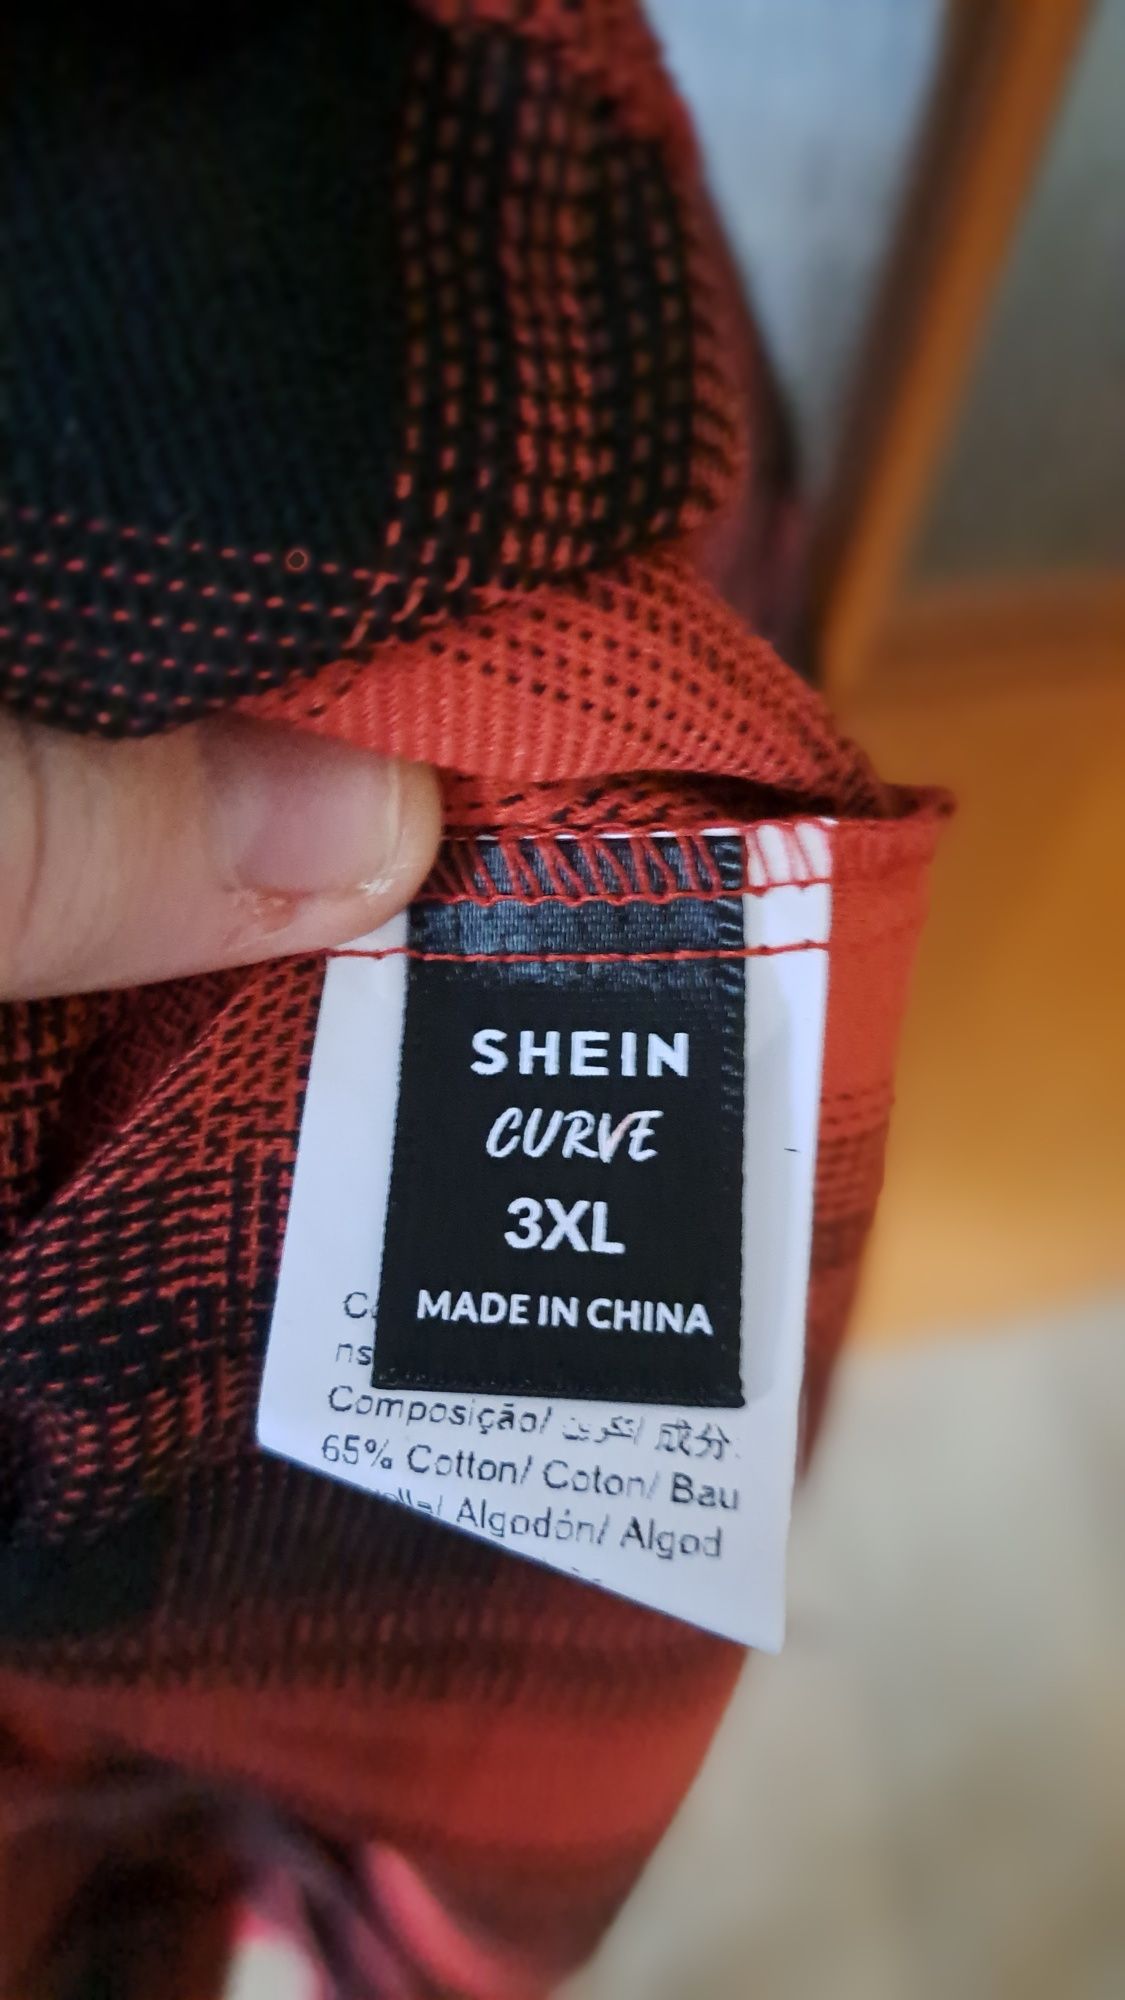 SHEIN
CURVE
3XL
MADE IN CHINA
Composição/ تكوين/ 成分:
65% Cotton/ Coton/ Bau
Algodón/ Algod